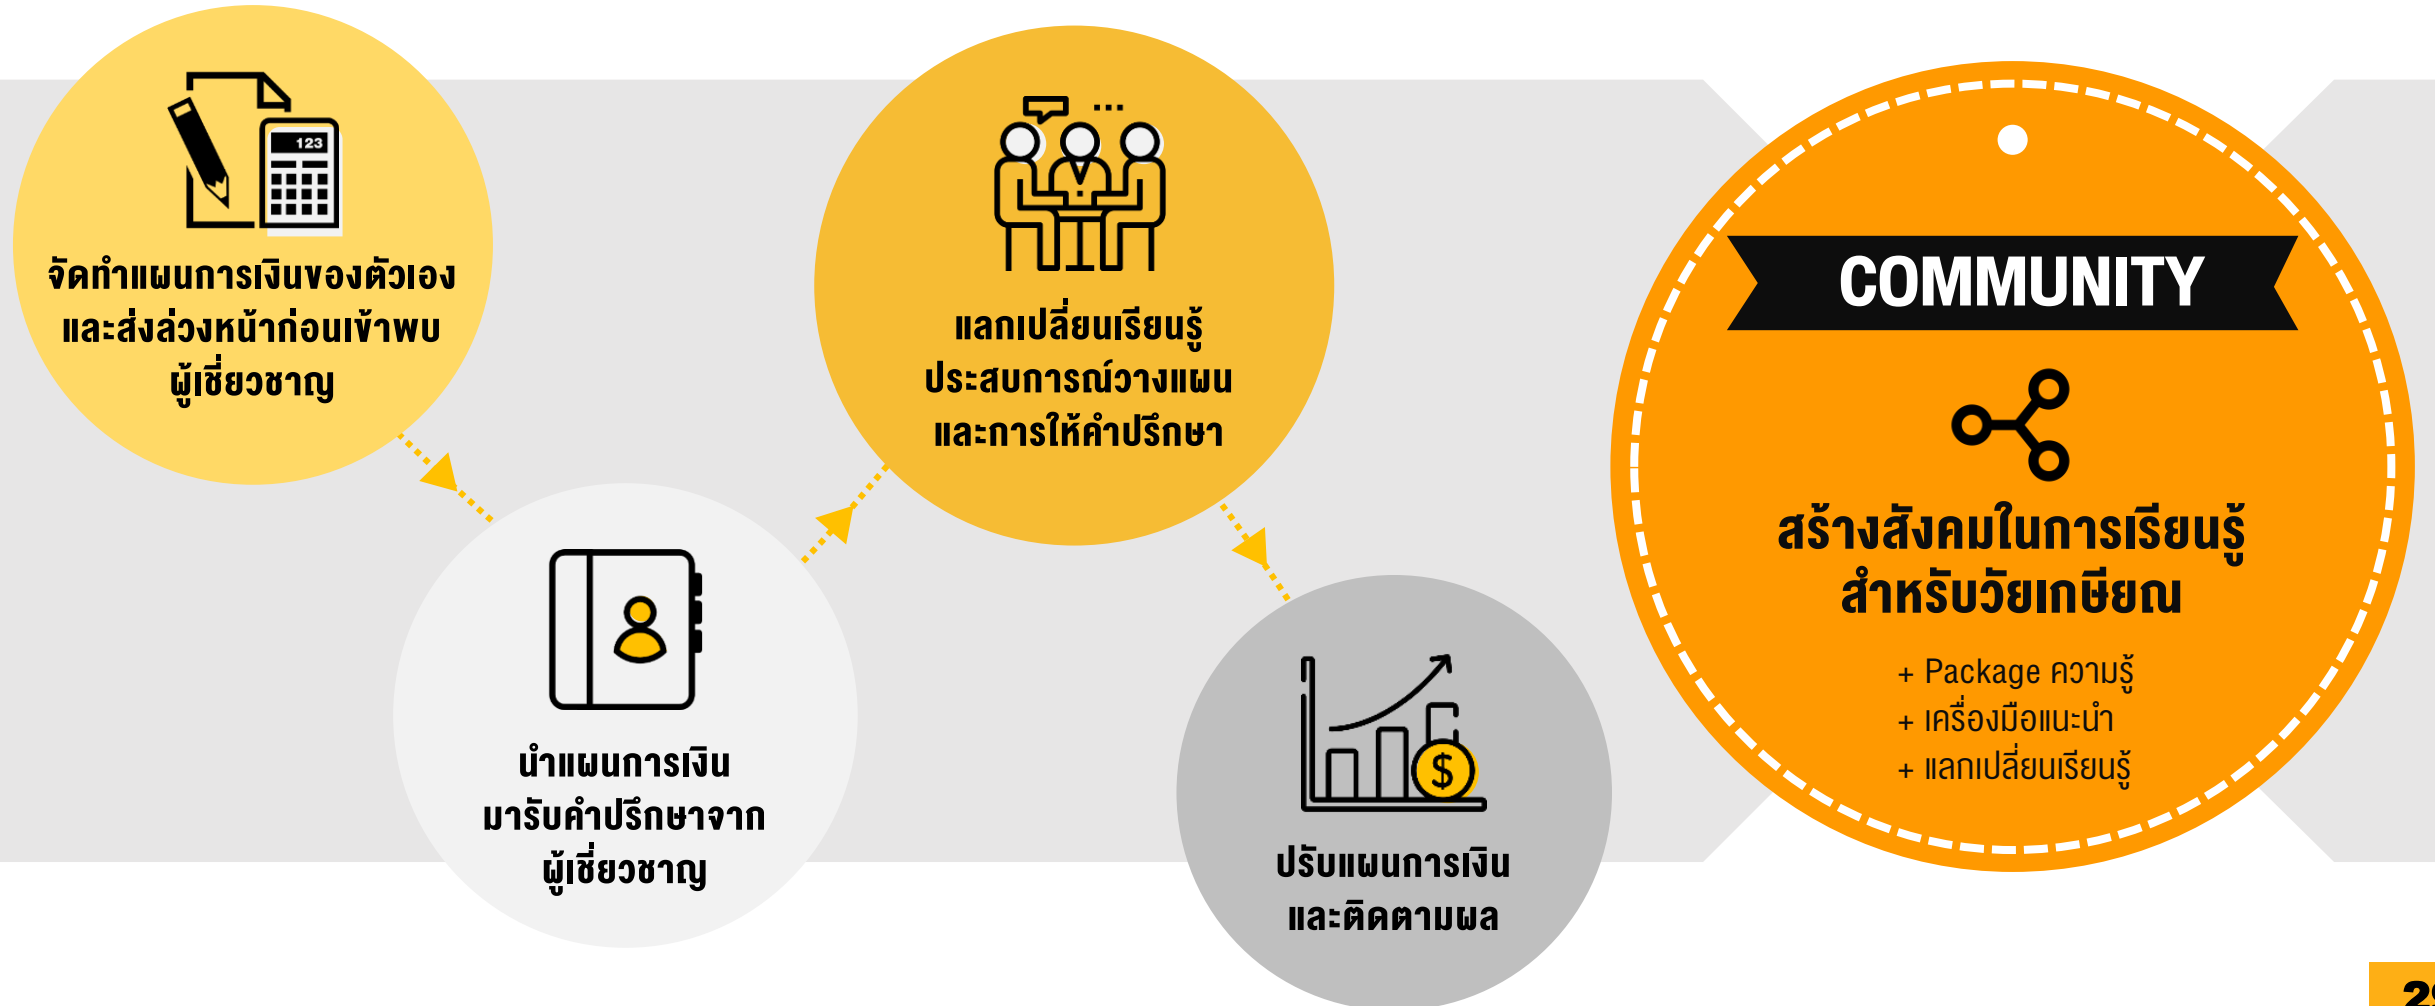 123
จัดทำแผนการเงินของตัวเอง
และส่งล่วงหน้าก่อนเข้าพบ
ผู้เชี่ยวชาญ
นำแผนการเงิน
มารับคำปรึกษาจาก
ผู้เชี่ยวชาญ
...
แลกเปลี่ยนเรียนรู้
ประสบการณ์วางแผน
และการให้คำปรึกษา
$
ปรับแผนการเงิน
และติดตามผล
COMMUNITY
สร้างสังคมในการเรียนรู้
สำหรับวัยเกษียณ
+ Package ความรู้
+ เครื่องมือแนะนำ
+ แลกเปลี่ยนเรียนรู้